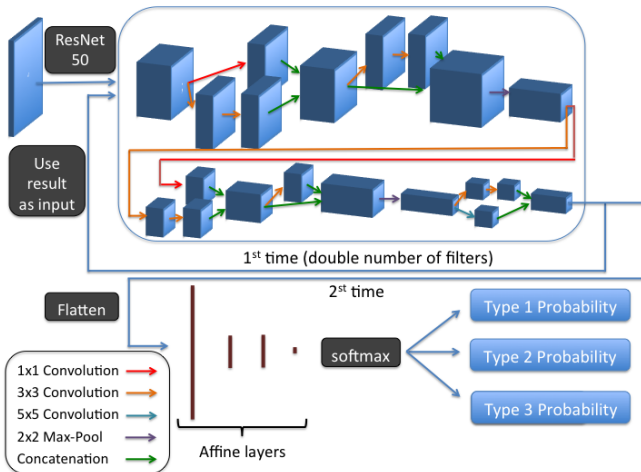 ResNet
50
Use
result
as input
1st time (double number of filters)
2st time
Flatten
softmax
Type 1 Probability
Type 2 Probability
Type 3 Probability
1x1 Convolution
3x3 Convolution
5x5 Convolution
2x2 Max-Pool
Concatenation
Affine layers